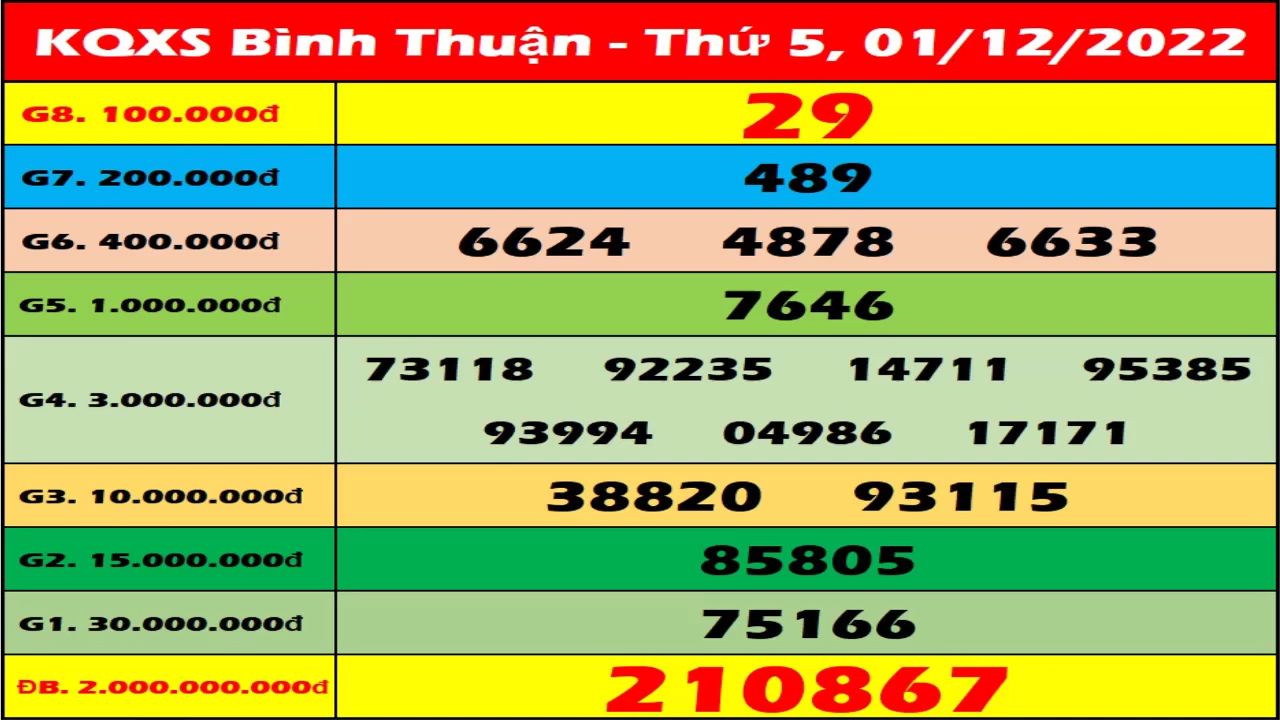 KQXS Bình Thuận - Thứ 5, 01/12/2022
G8. 100.000đ 29
G7. 200.000đ 489
G6. 400.000đ 6624 4878 6633
G5. 1.000.000đ 7646
G4. 3.000.000đ 73118 92235 14711 95385
93994 04986 17171
G3. 10.000.000đ 38820 93115
G2. 15.000.000đ 85805
G1. 30.000.000đ 75166
ĐB. 2.000.000.000đ 210867